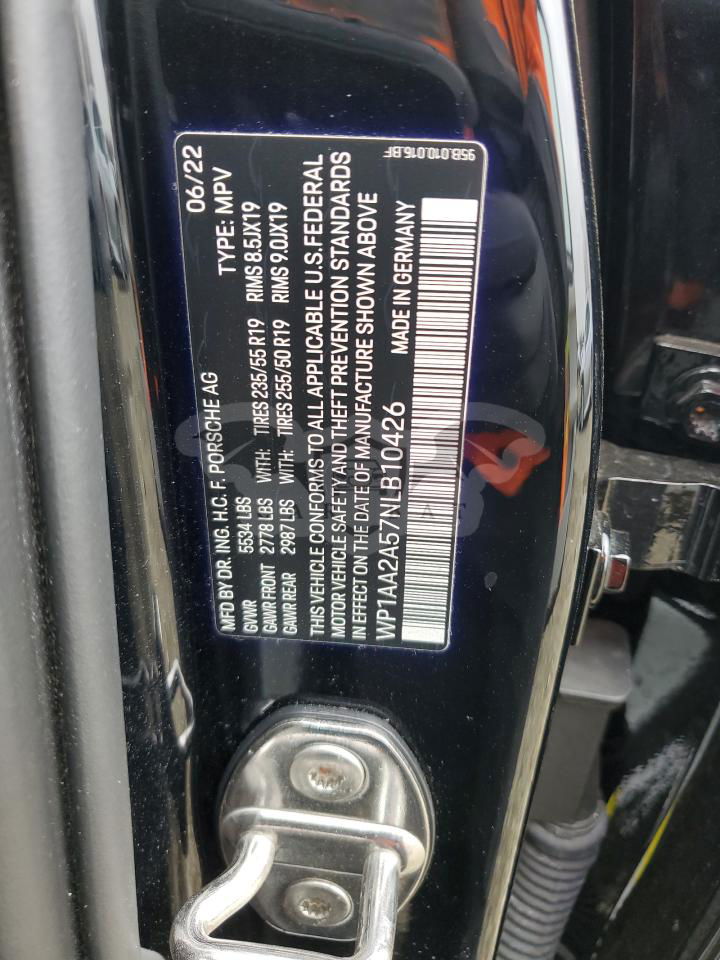 MFD BY DR. ING. H.C. F. PORSCHE AG 06/22
GVWR 5534 LBS TYPE: MPV
GAWR FRONT 2778 LBS WITH: TIRES 235/55 R19 RIMS 8.5JX19
GAWR REAR 2987 LBS WITH: TIRES 255/50 R19 RIMS 9.0JX19
THIS VEHICLE CONFORMS TO ALL APPLICABLE U.S. FEDERAL
MOTOR VEHICLE SAFETY AND THEFT PREVENTION STANDARDS
IN EFFECT ON THE DATE OF MANUFACTURE SHOWN ABOVE
WP1AA2A57NLB10426 MADE IN GERMANY
95B.010.016.BF